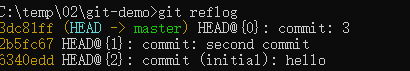 C:\temp\02\git-demo>git reflog
3dc81ff (HEAD -> master) HEAD@{0}: commit: 3
2b5fc67 HEAD@{1}: commit: second commit
6340edd HEAD@{2}: commit (initial): hello